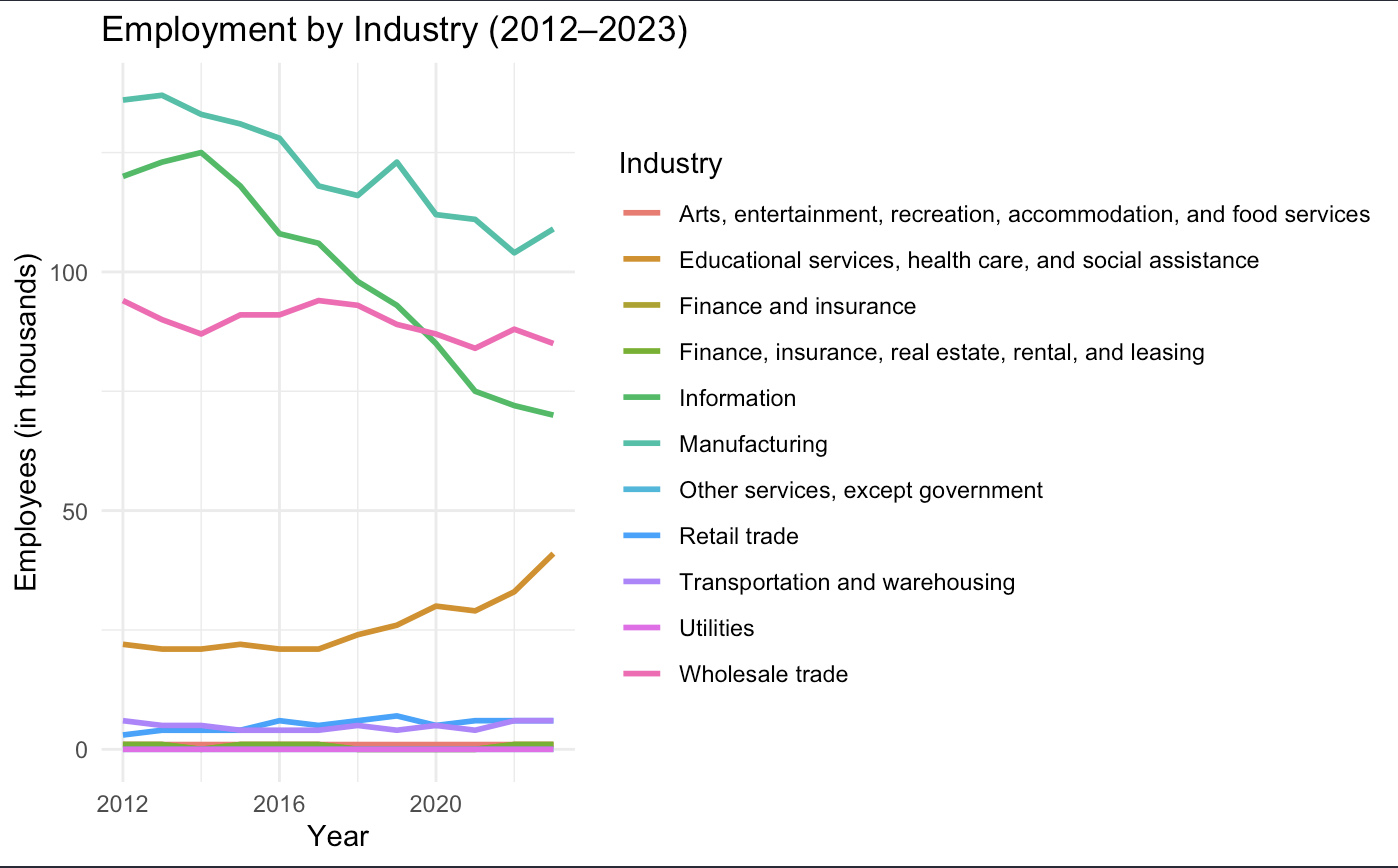 Employment by Industry (2012–2023)
Employees (in thousands)
100
50
0
2012 2016 2020
Year
Industry
Arts, entertainment, recreation, accommodation, and food services
Educational services, health care, and social assistance
Finance and insurance
Finance, insurance, real estate, rental, and leasing
Information
Manufacturing
Other services, except government
Retail trade
Transportation and warehousing
Utilities
Wholesale trade